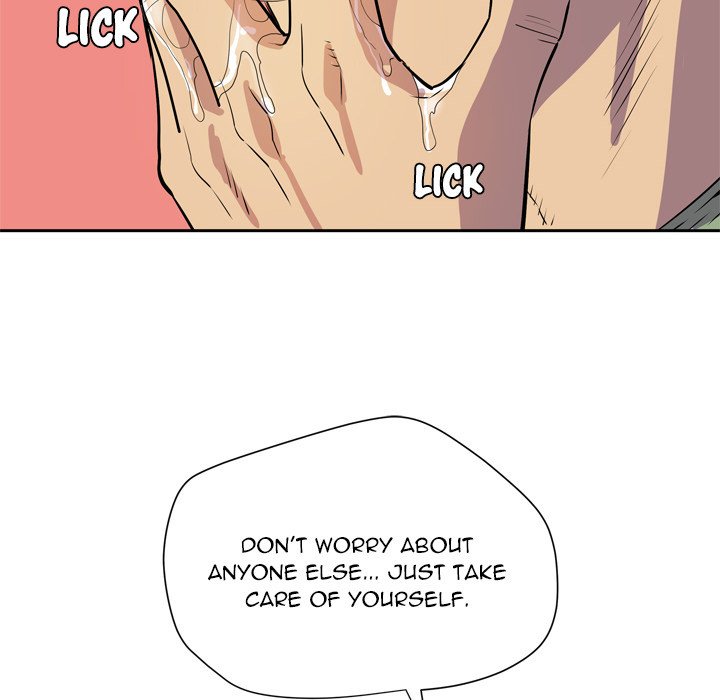 LICK
LICK
DON'T WORRY ABOUT
ANYONE ELSE... JUST TAKE
CARE OF YOURSELF.